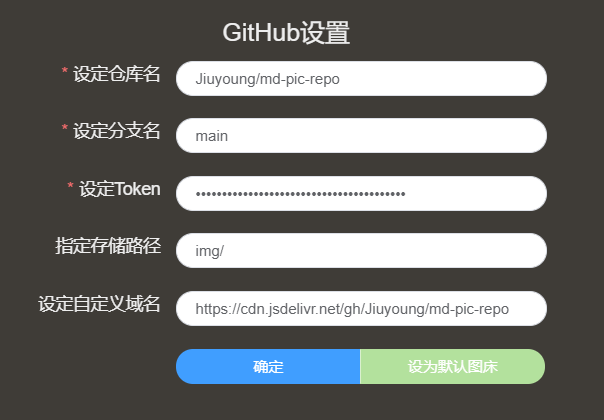 GitHub设置
* 设定仓库名 Jiuyoung/md-pic-repo
* 设定分支名 main
* 设定Token ••••••••••••••••••••••••••••••••••••••••
指定存储路径 img/
设定自定义域名 https://cdn.jsdelivr.net/gh/Jiuyoung/md-pic-repo
确定 设为默认图床